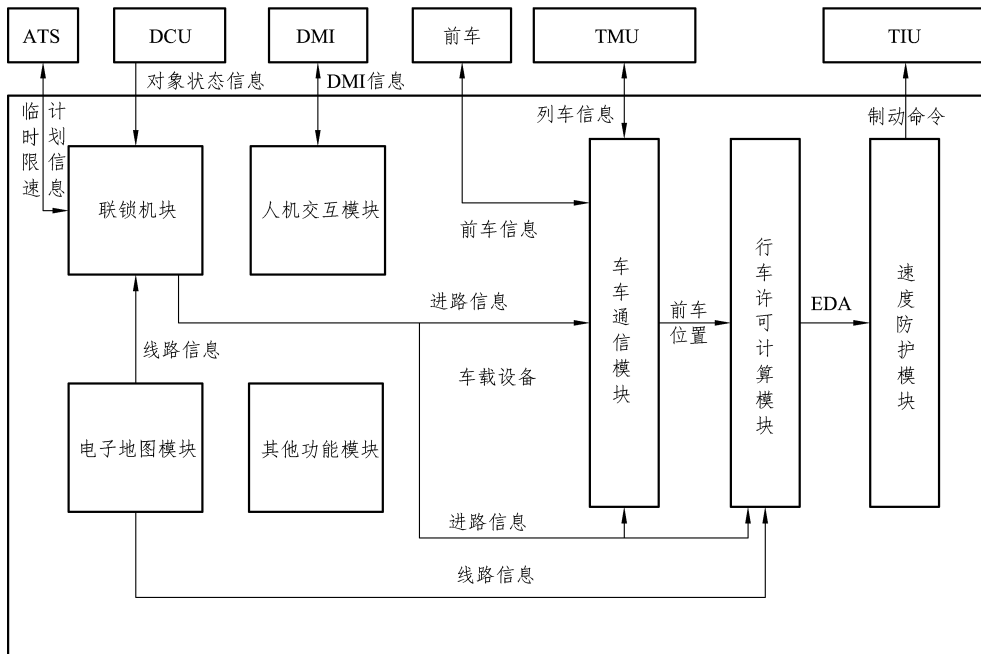 ATS
DCU
DMI
前车
TMU
TIU
对象状态信息
DMI信息
临时限速
计划信息
列车信息
制动命令
联锁机块
人机交互模块
前车信息
车车通信模块
行车许可计算模块
速度防护模块
进路信息
前车
位置
EDA
线路信息
车载设备
电子地图模块
其他功能模块
进路信息
线路信息